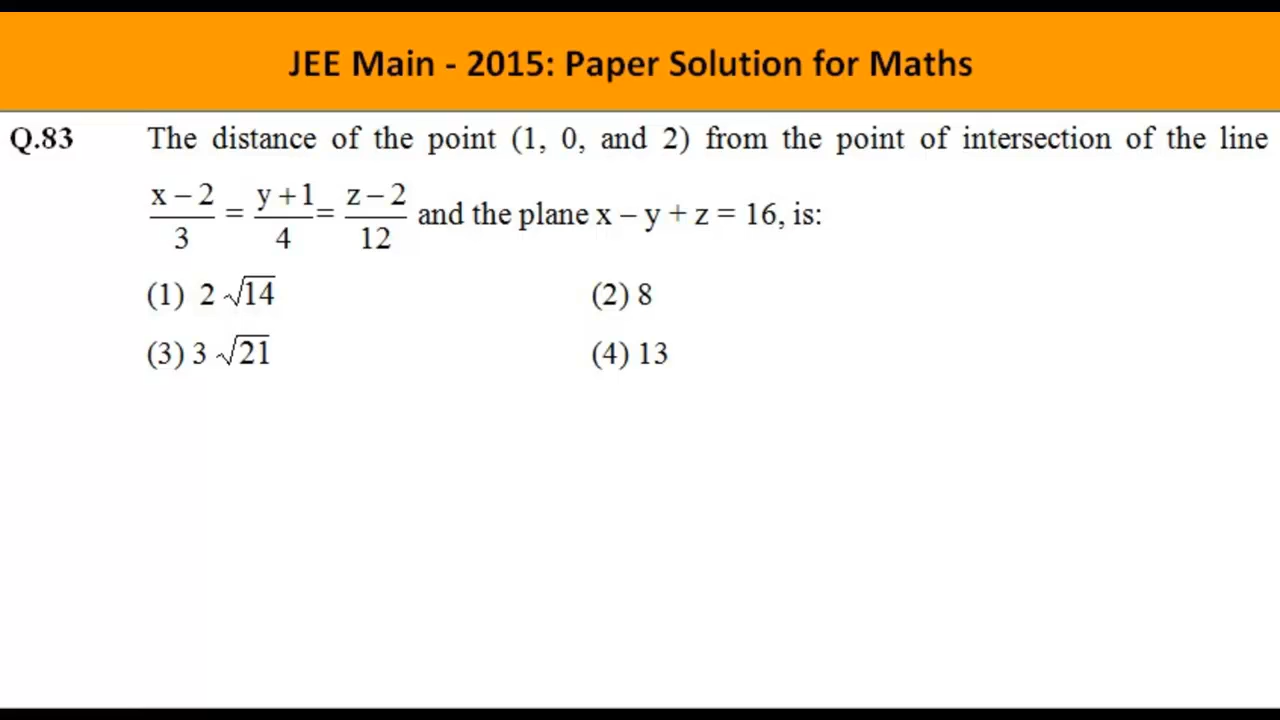 JEE Main - 2015: Paper Solution for Maths
Q.83 The distance of the point (1, 0, and 2) from the point of intersection of the line
x – 2 / 3 = y + 1 / 4 = z – 2 / 12 and the plane x – y + z = 16, is:
(1) 2 √14 (2) 8
(3) 3 √21 (4) 13